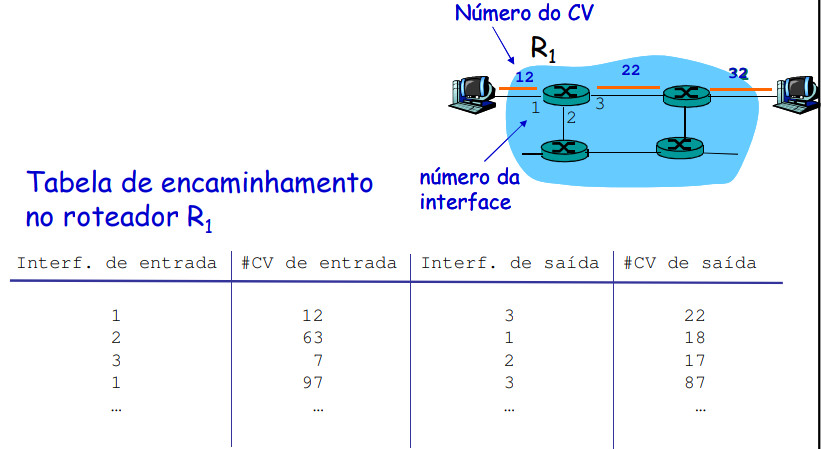 Número do CV
R1
12
22
32
1
2
3
número da
interface
Tabela de encaminhamento
no roteador R1
Interf. de entrada #CV de entrada Interf. de saída #CV de saída
1 12 3 22
2 63 1 18
3 7 2 17
1 97 3 87
… … … …